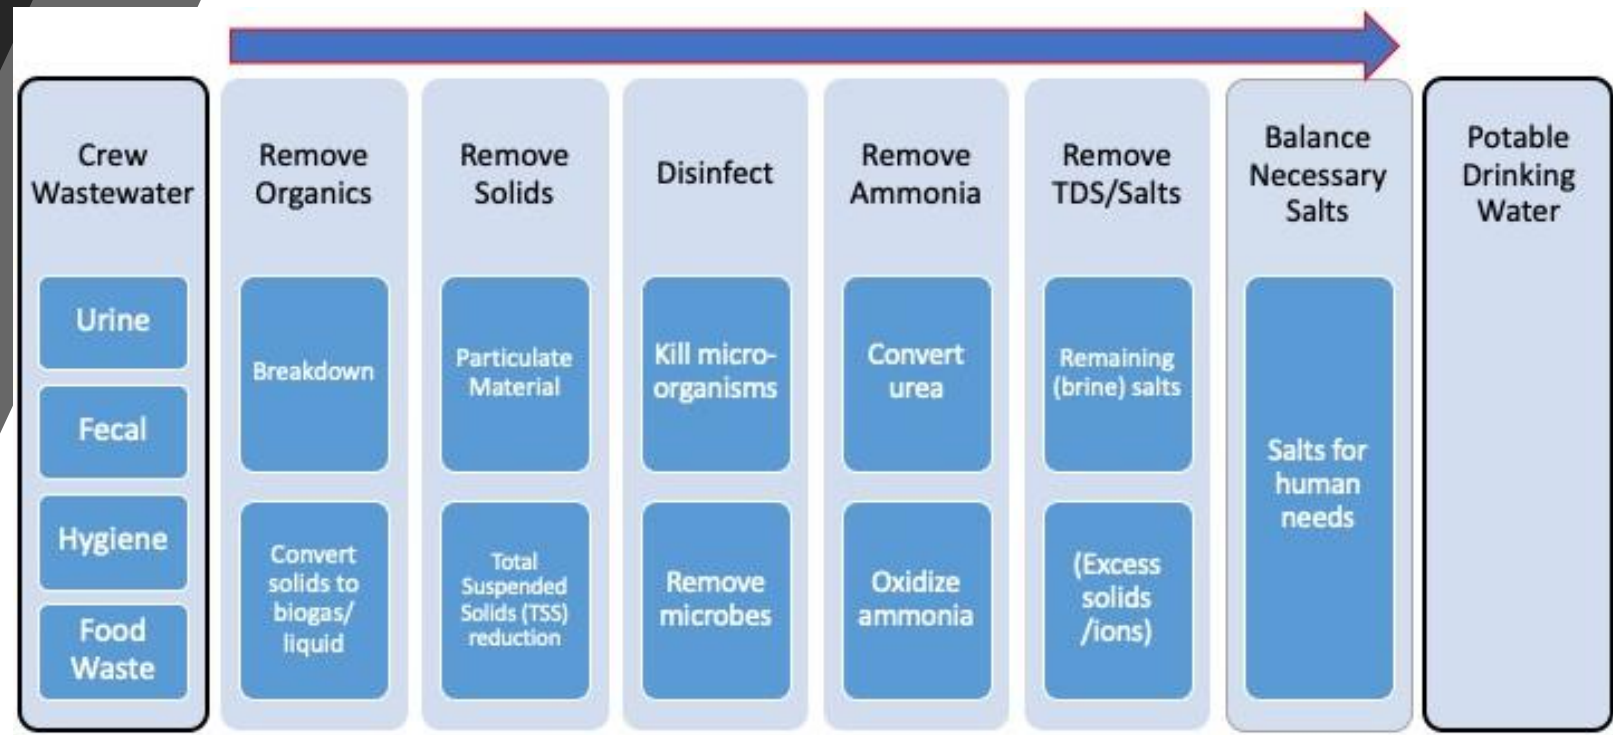 Crew
Wastewater
Urine
Fecal
Hygiene
Food
Waste
Remove
Organics
Breakdown
Convert
solids to
biogas/
liquid
Remove
Solids
Particulate
Material
Total
Suspended
Solids (TSS)
reduction
Disinfect
Kill micro-
organisms
Remove
microbes
Remove
Ammonia
Convert
urea
Oxidize
ammonia
Remove
TDS/Salts
Remaining
(brine) salts
(Excess
solids
/ions)
Balance
Necessary
Salts
Salts for
human
needs
Potable
Drinking
Water